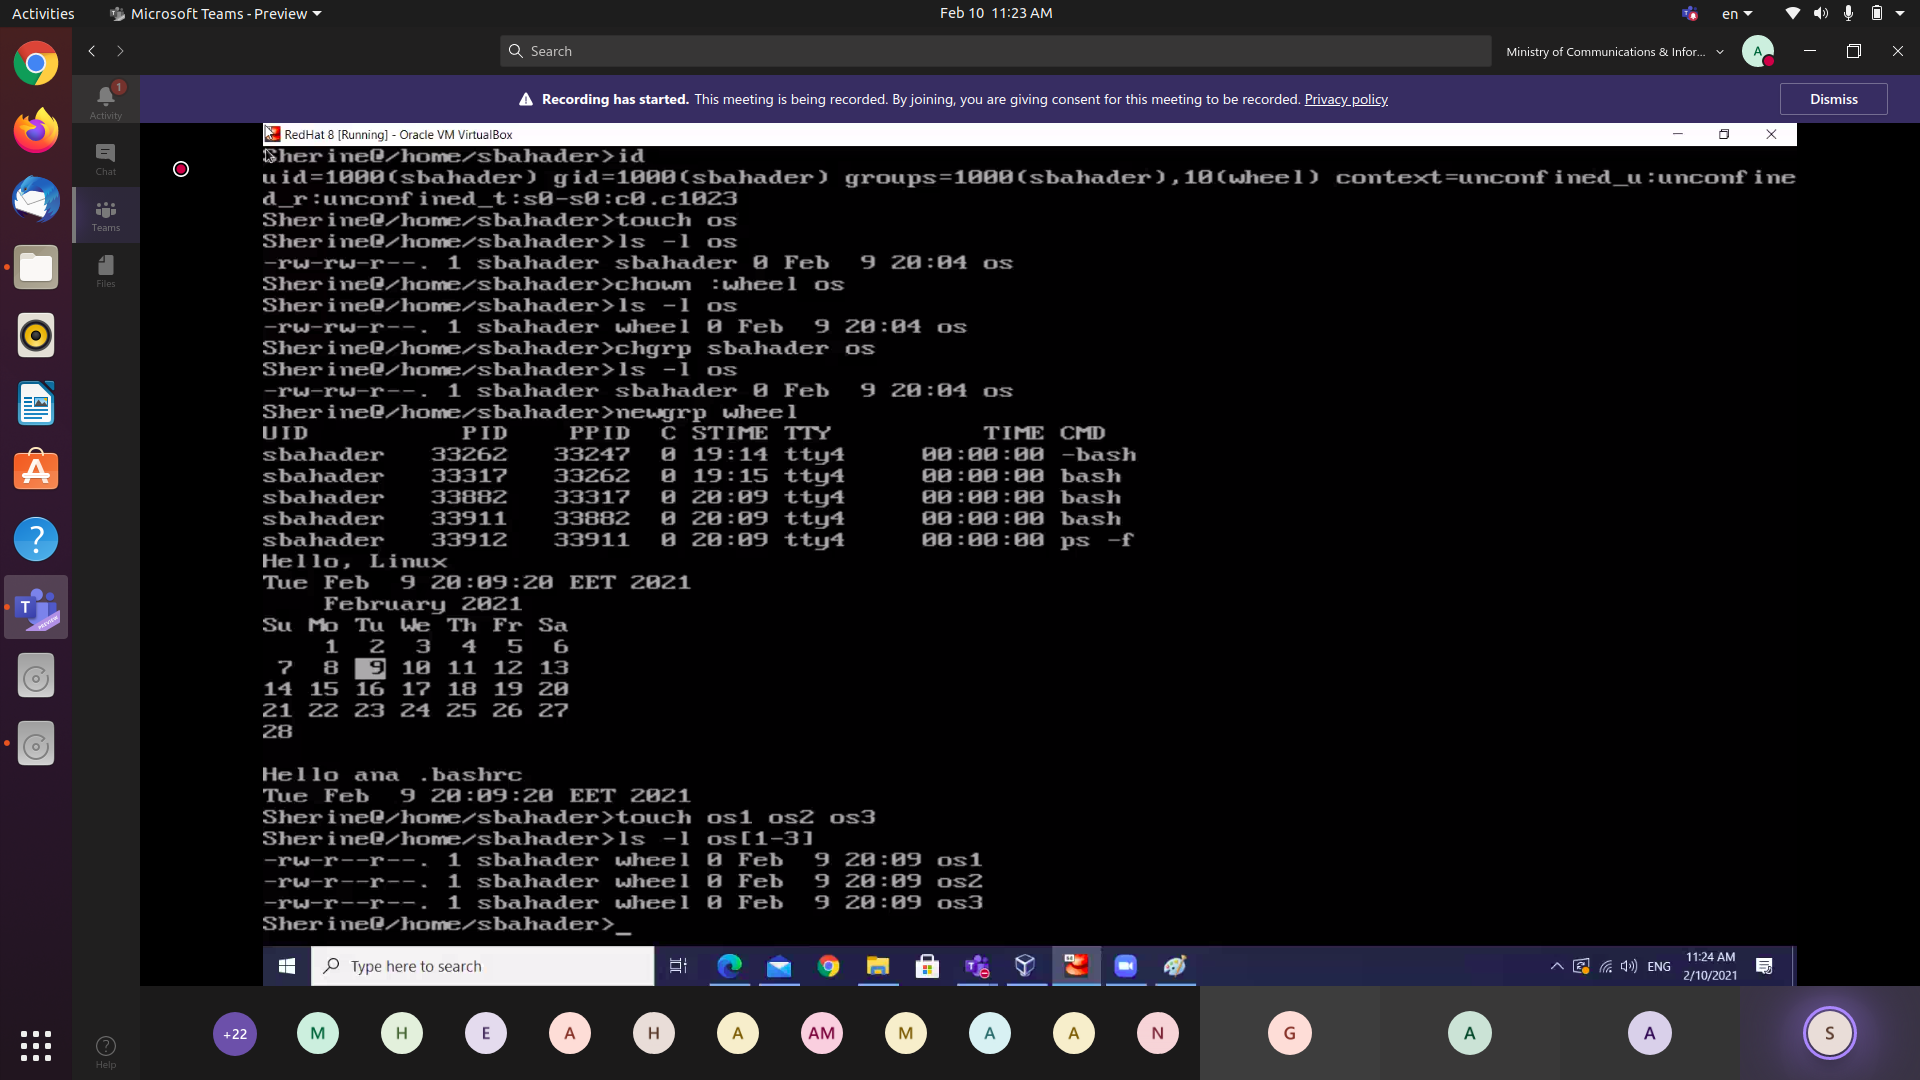 Activities Microsoft Teams - Preview Feb 10 11:23 AM en
Search Ministry of Communications & Infor... A
Activity 1
Chat
Teams
Files
Help
Recording has started. This meeting is being recorded. By joining, you are giving consent for this meeting to be recorded. Privacy policy Dismiss
RedHat 8 [Running] - Oracle VM VirtualBox
Sherine@/home/sbahader>id
uid=1000(sbahader) gid=1000(sbahader) groups=1000(sbahader),10(wheel) context=unconfined_u:unconfine
d_r:unconfined_t:s0-s0:c0.c1023
Sherine@/home/sbahader>touch os
Sherine@/home/sbahader>ls -l os
-rw-rw-r--. 1 sbahader sbahader 0 Feb  9 20:04 os
Sherine@/home/sbahader>chown :wheel os
Sherine@/home/sbahader>ls -l os
-rw-rw-r--. 1 sbahader wheel 0 Feb  9 20:04 os
Sherine@/home/sbahader>chgrp sbahader os
Sherine@/home/sbahader>ls -l os
-rw-rw-r--. 1 sbahader sbahader 0 Feb  9 20:04 os
Sherine@/home/sbahader>newgrp wheel
UID          PID    PPID  C STIME TTY          TIME CMD
sbahader   33262   33247  0 19:14 tty4     00:00:00 -bash
sbahader   33317   33262  0 19:15 tty4     00:00:00 bash
sbahader   33882   33317  0 20:09 tty4     00:00:00 bash
sbahader   33911   33882  0 20:09 tty4     00:00:00 bash
sbahader   33912   33911  0 20:09 tty4     00:00:00 ps -f
Hello, Linux
Tue Feb  9 20:09:20 EET 2021
    February 2021
Su Mo Tu We Th Fr Sa
    1  2  3  4  5  6
 7  8  9 10 11 12 13
14 15 16 17 18 19 20
21 22 23 24 25 26 27
28
Hello ana .bashrc
Tue Feb  9 20:09:20 EET 2021
Sherine@/home/sbahader>touch os1 os2 os3
Sherine@/home/sbahader>ls -l os[1-3]
-rw-r--r--. 1 sbahader wheel 0 Feb  9 20:09 os1
-rw-r--r--. 1 sbahader wheel 0 Feb  9 20:09 os2
-rw-r--r--. 1 sbahader wheel 0 Feb  9 20:09 os3
Sherine@/home/sbahader>_
Type here to search ENG 11:24 AM
2/10/2021
+22 M H E A H A AM M A A N G A A S